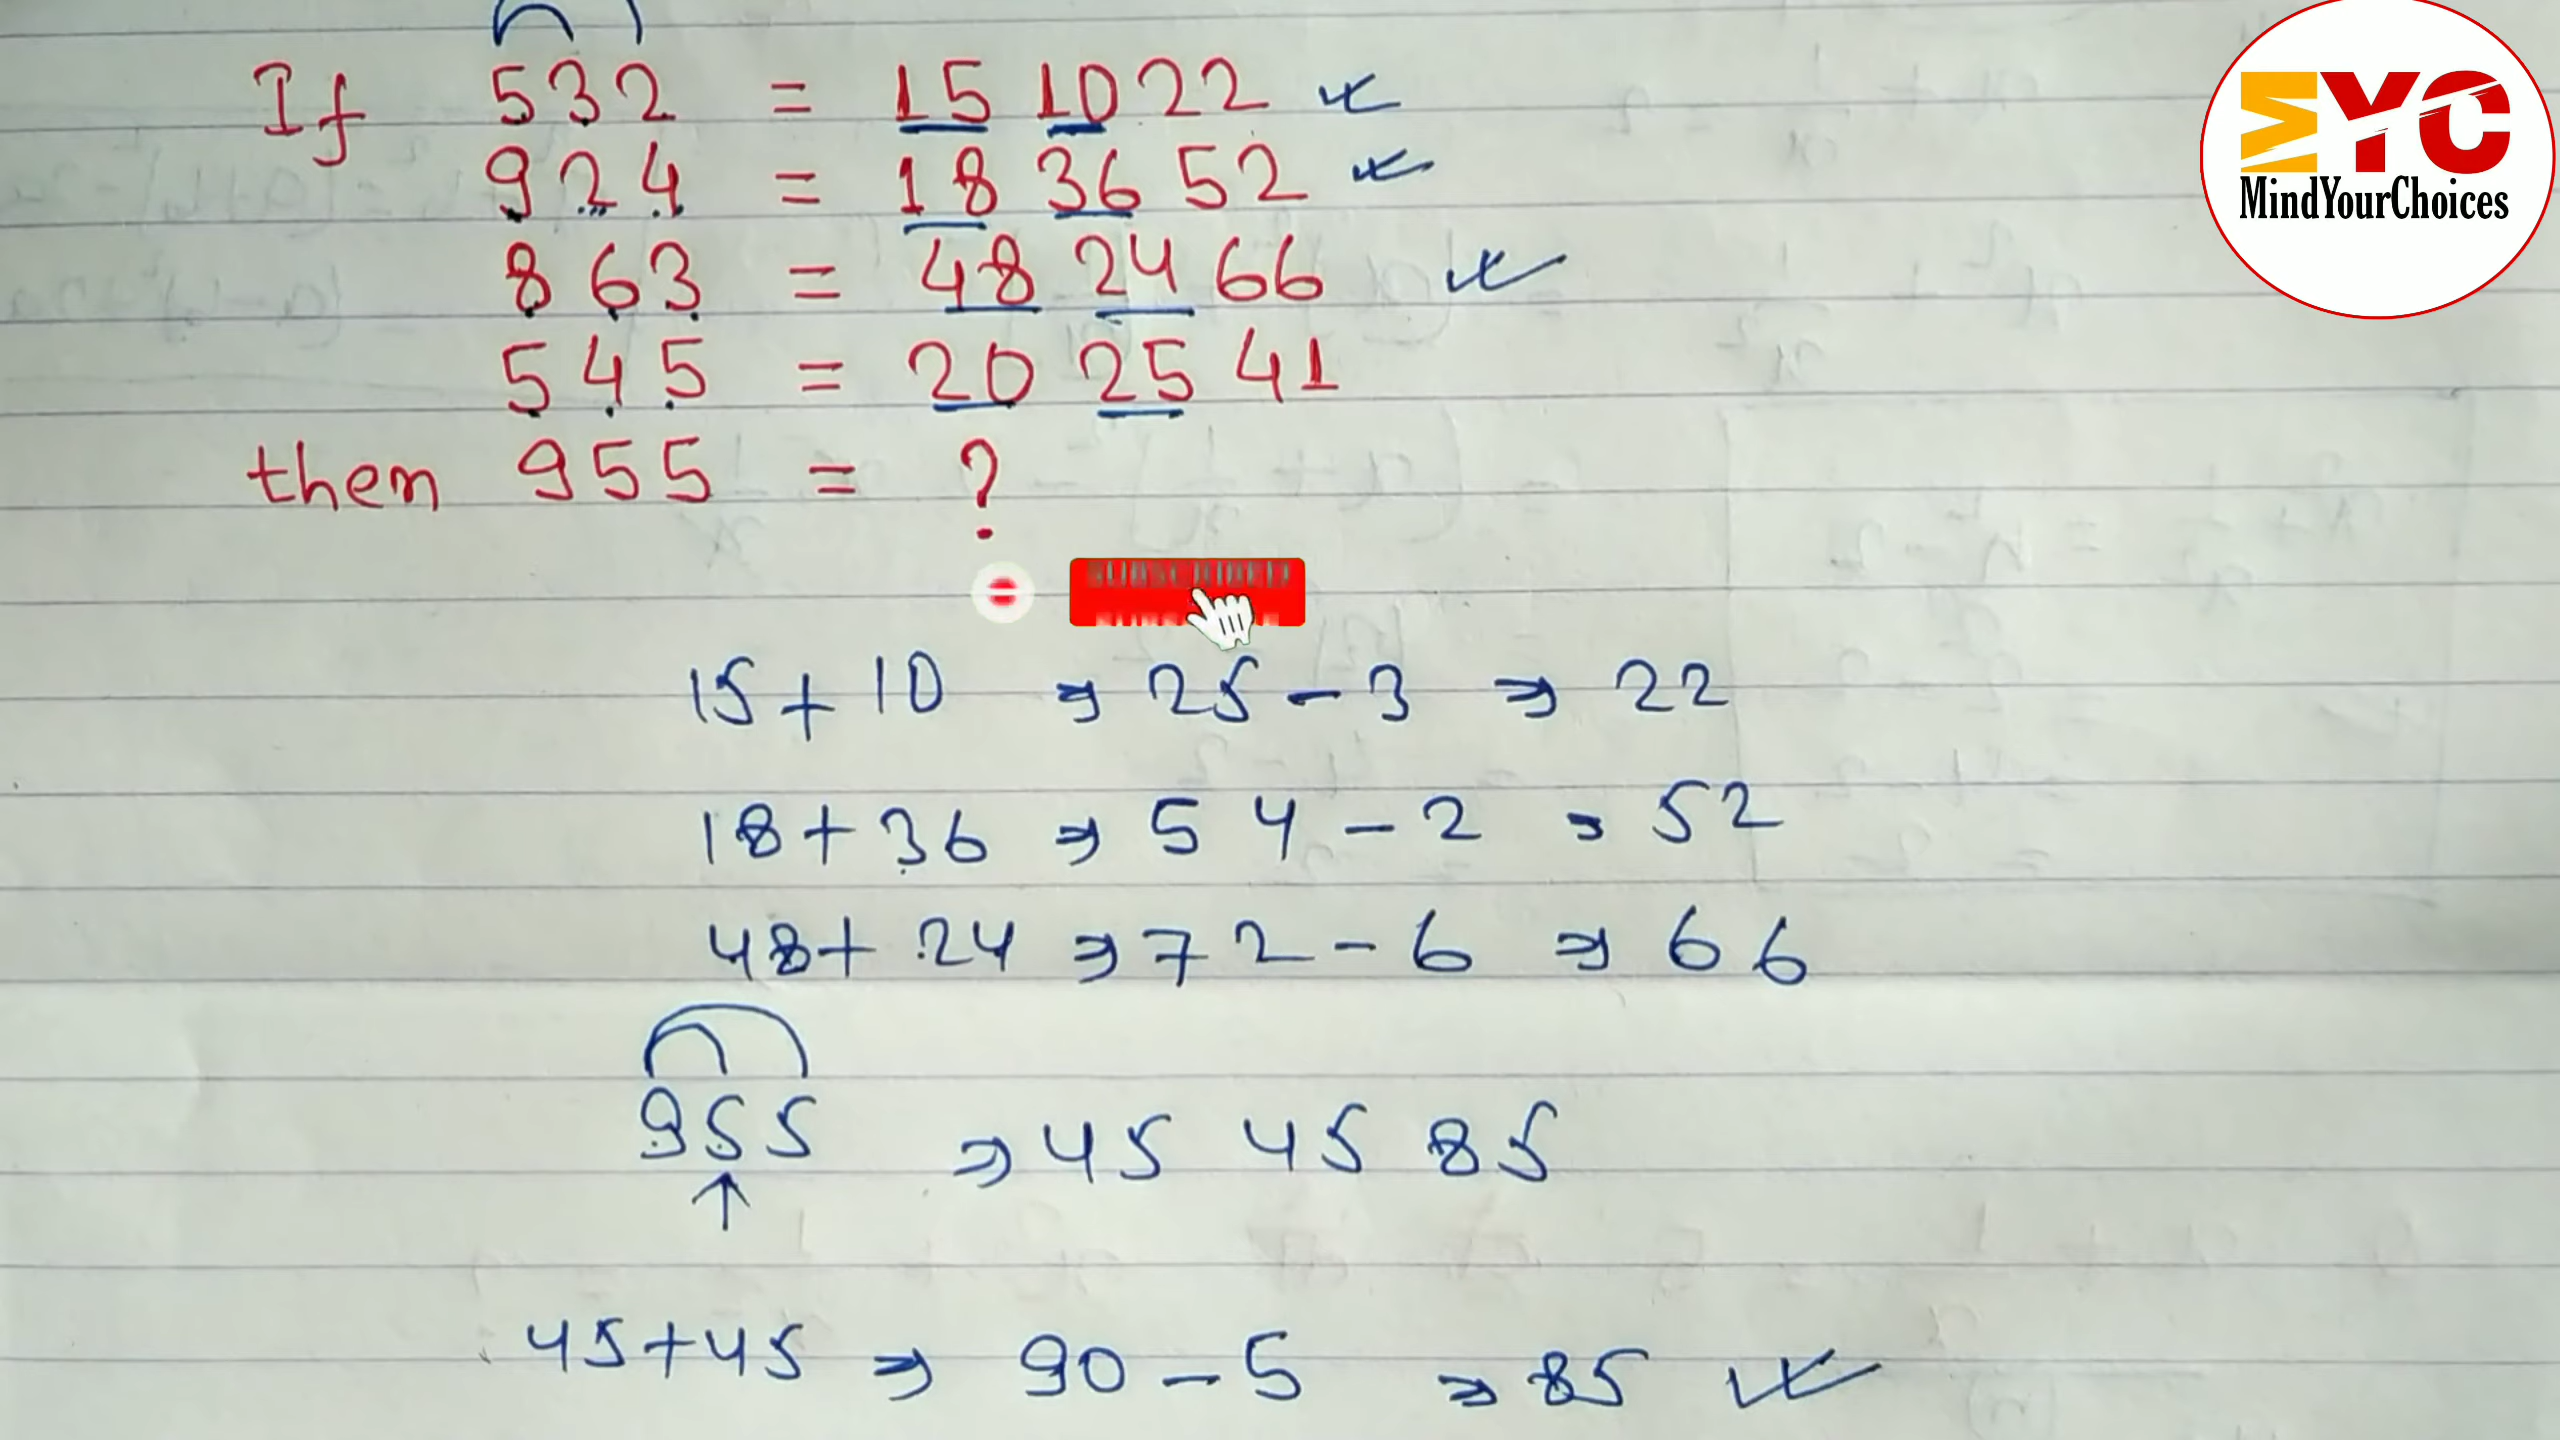 If 532 = 15 10 22
924 = 18 36 52
863 = 48 24 66
545 = 20 25 41
then 955 = ?
15 + 10 ⇒ 25 - 3 ⇒ 22
18 + 36 ⇒ 54 - 2 = 52
48 + 24 ⇒ 72 - 6 ⇒ 66
955 ⇒ 45 45 85
45 + 45 ⇒ 90 - 5 ⇒ 85
MYC
MindYourChoices